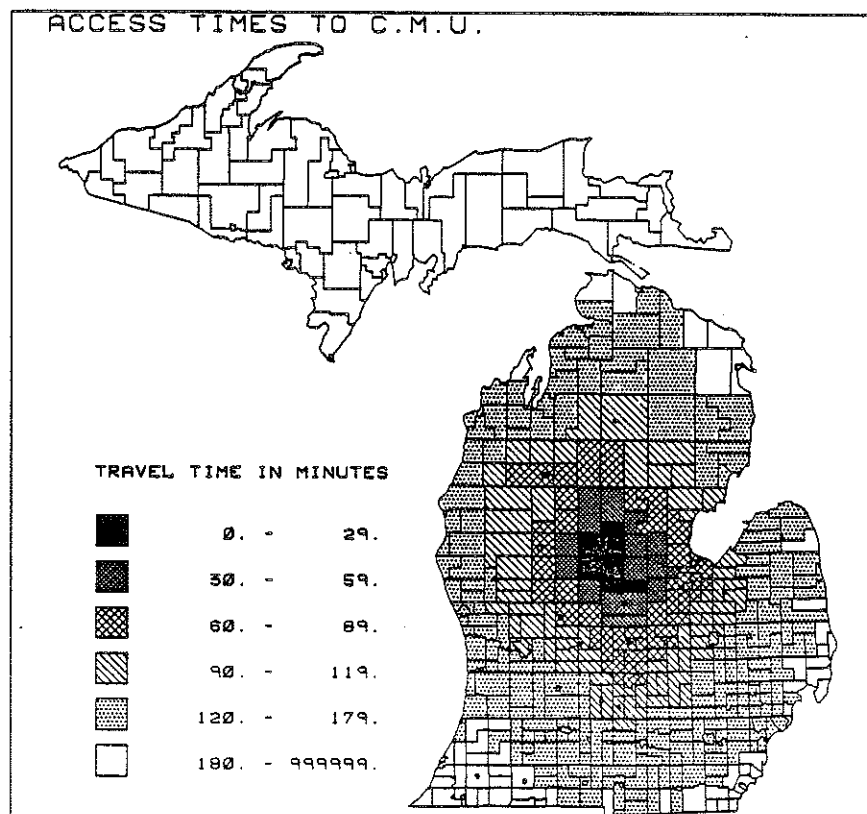 ACCESS TIMES TO C.M.U.
TRAVEL TIME IN MINUTES
0. - 29.
30. - 59.
60. - 89.
90. - 119.
120. - 179.
180. - 999999.